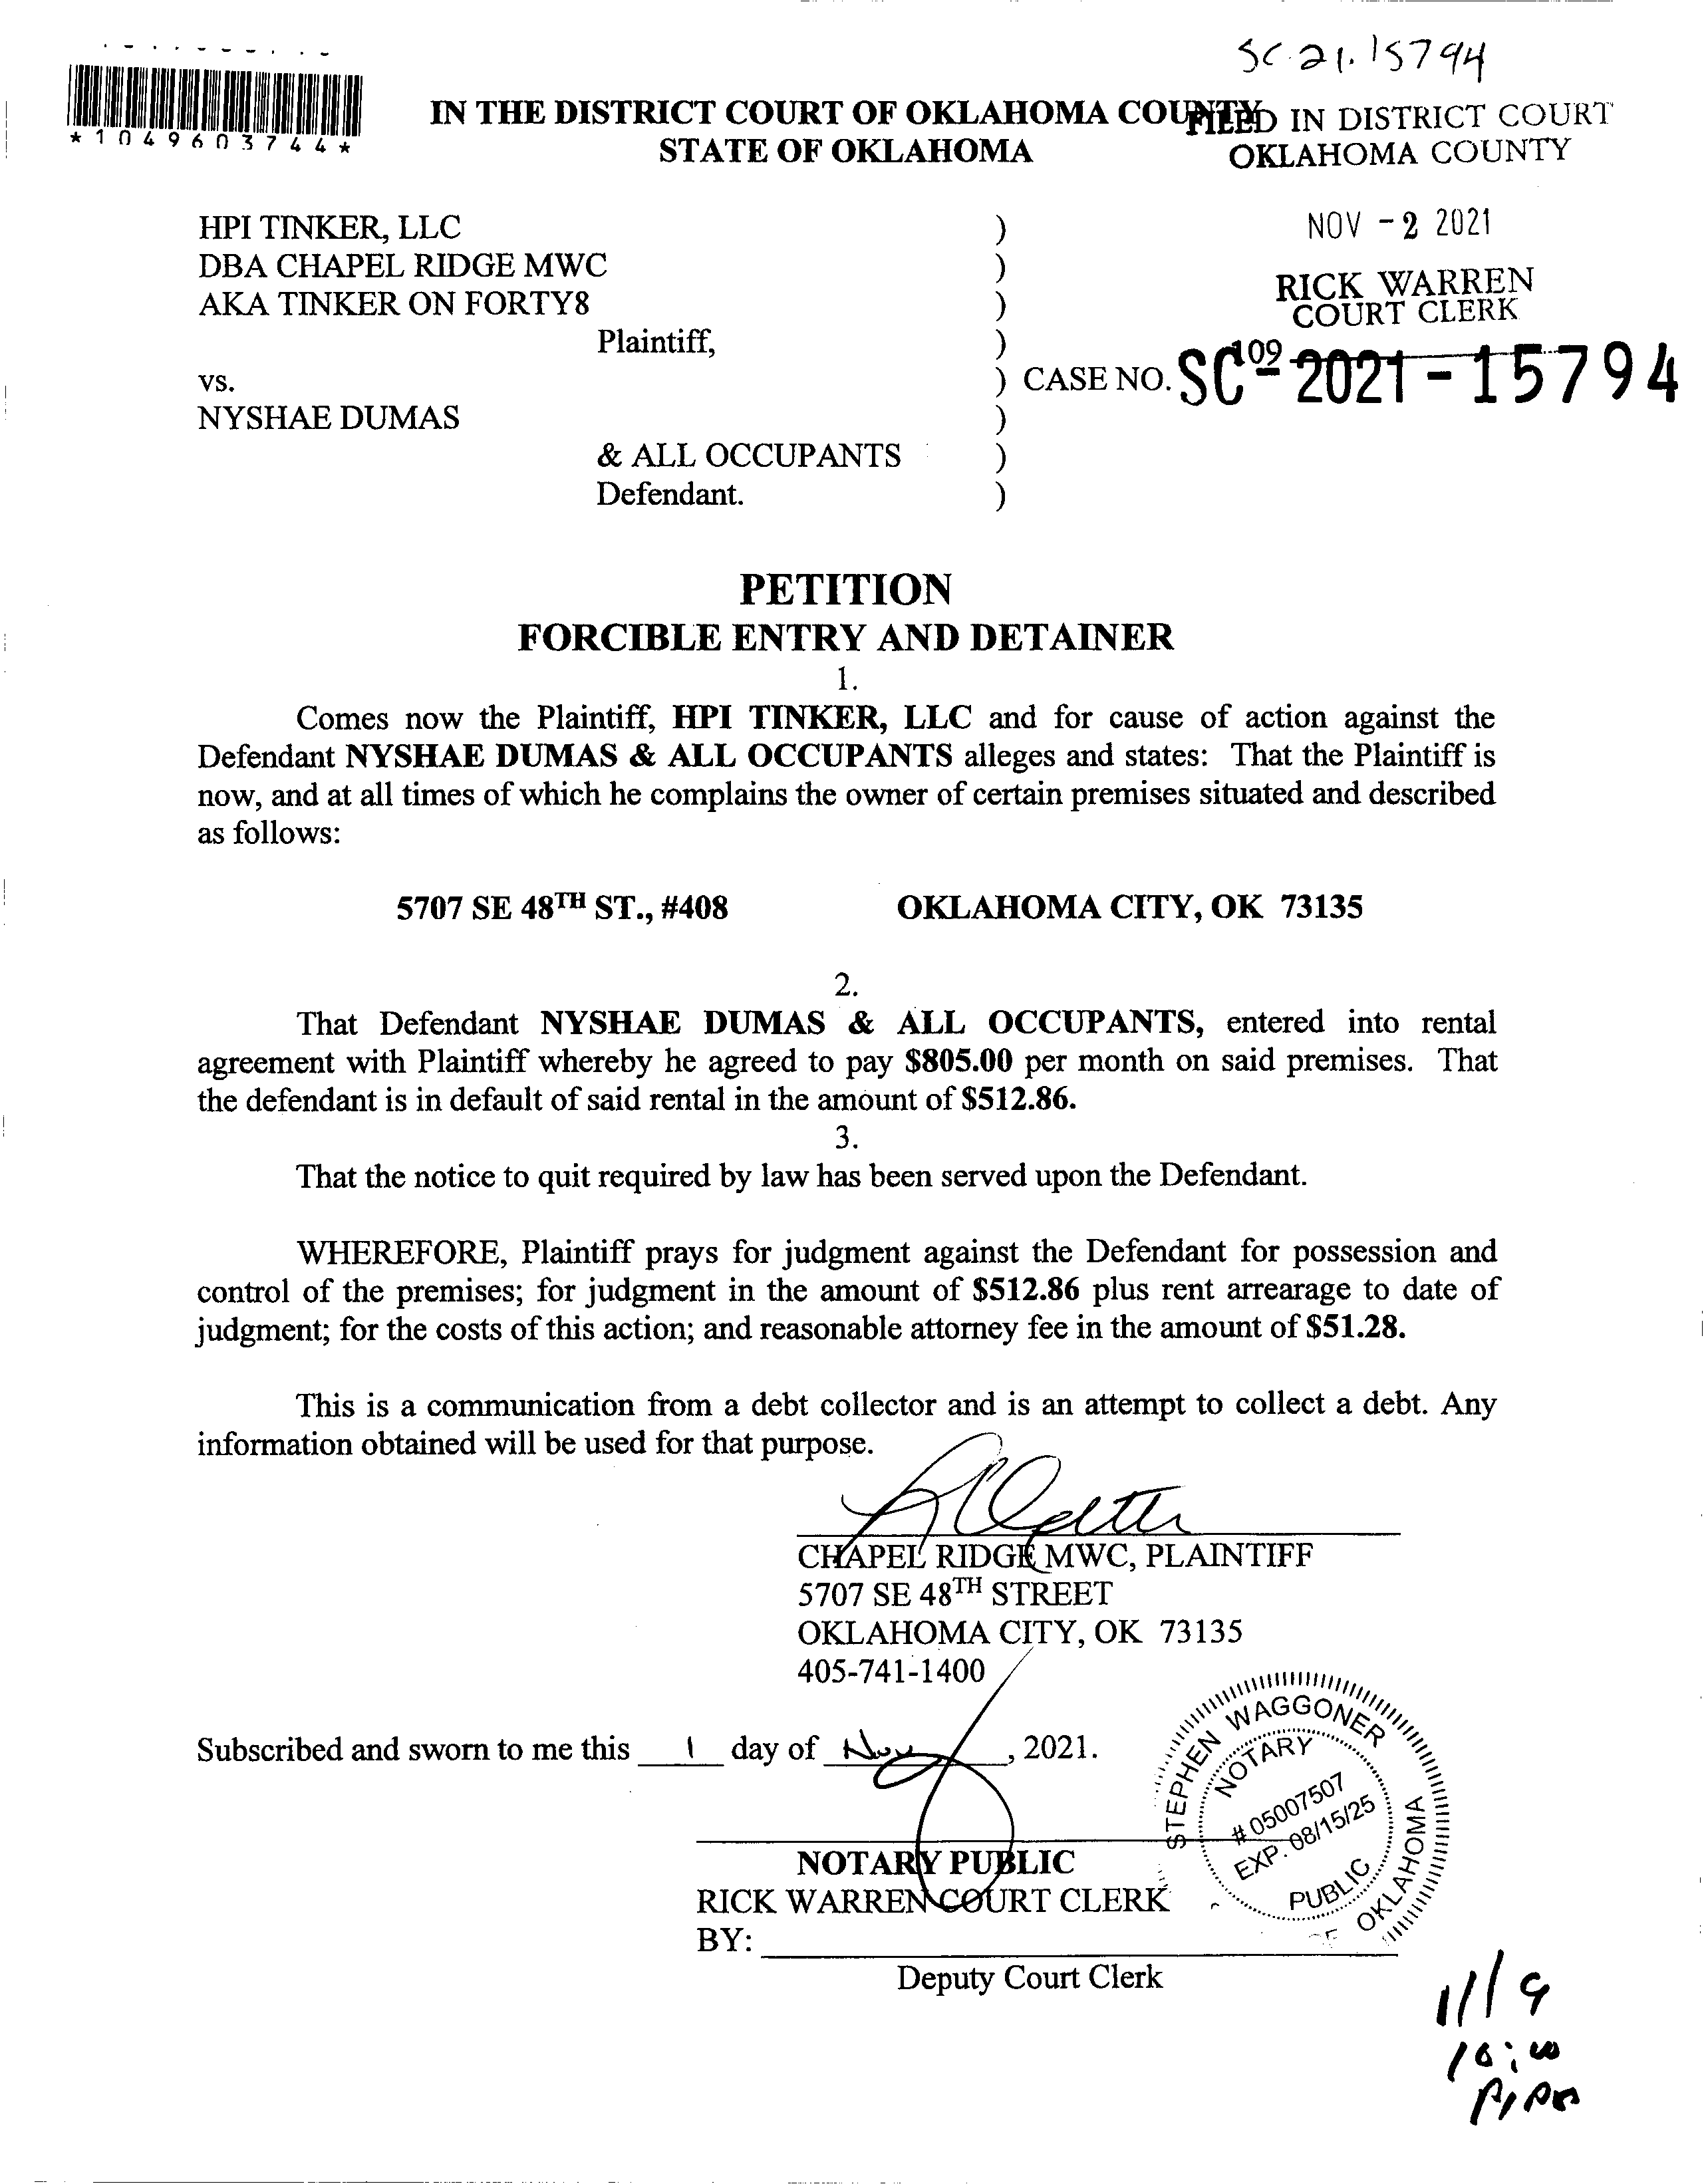 SC 21. 15794
*1049603744*
IN THE DISTRICT COURT OF OKLAHOMA COUNTY
STATE OF OKLAHOMA
FILED IN DISTRICT COURT
OKLAHOMA COUNTY
NOV -2 2021
RICK WARREN
COURT CLERK
109
HPI TINKER, LLC )
DBA CHAPEL RIDGE MWC )
AKA TINKER ON FORTY8 )
Plaintiff, )
vs. ) CASE NO. SC-2021-15794
NYSHAE DUMAS )
& ALL OCCUPANTS )
Defendant. )
PETITION
FORCIBLE ENTRY AND DETAINER
1.
Comes now the Plaintiff, HPI TINKER, LLC and for cause of action against the
Defendant NYSHAE DUMAS & ALL OCCUPANTS alleges and states: That the Plaintiff is
now, and at all times of which he complains the owner of certain premises situated and described
as follows:
5707 SE 48TH ST., #408 OKLAHOMA CITY, OK 73135
2.
That Defendant NYSHAE DUMAS & ALL OCCUPANTS, entered into rental
agreement with Plaintiff whereby he agreed to pay $805.00 per month on said premises. That
the defendant is in default of said rental in the amount of $512.86.
3.
That the notice to quit required by law has been served upon the Defendant.
WHEREFORE, Plaintiff prays for judgment against the Defendant for possession and
control of the premises; for judgment in the amount of $512.86 plus rent arrearage to date of
judgment; for the costs of this action; and reasonable attorney fee in the amount of $51.28.
This is a communication from a debt collector and is an attempt to collect a debt. Any
information obtained will be used for that purpose.
CHAPEL RIDGE MWC, PLAINTIFF
5707 SE 48TH STREET
OKLAHOMA CITY, OK 73135
405-741-1400
Subscribed and sworn to me this 1 day of Nov, 2021.
STEPHEN WAGGONER
NOTARY
# 05007507
EXP. 08/15/25
PUBLIC
OF OKLAHOMA
NOTARY PUBLIC
RICK WARREN COURT CLERK
BY:
Deputy Court Clerk
11/9